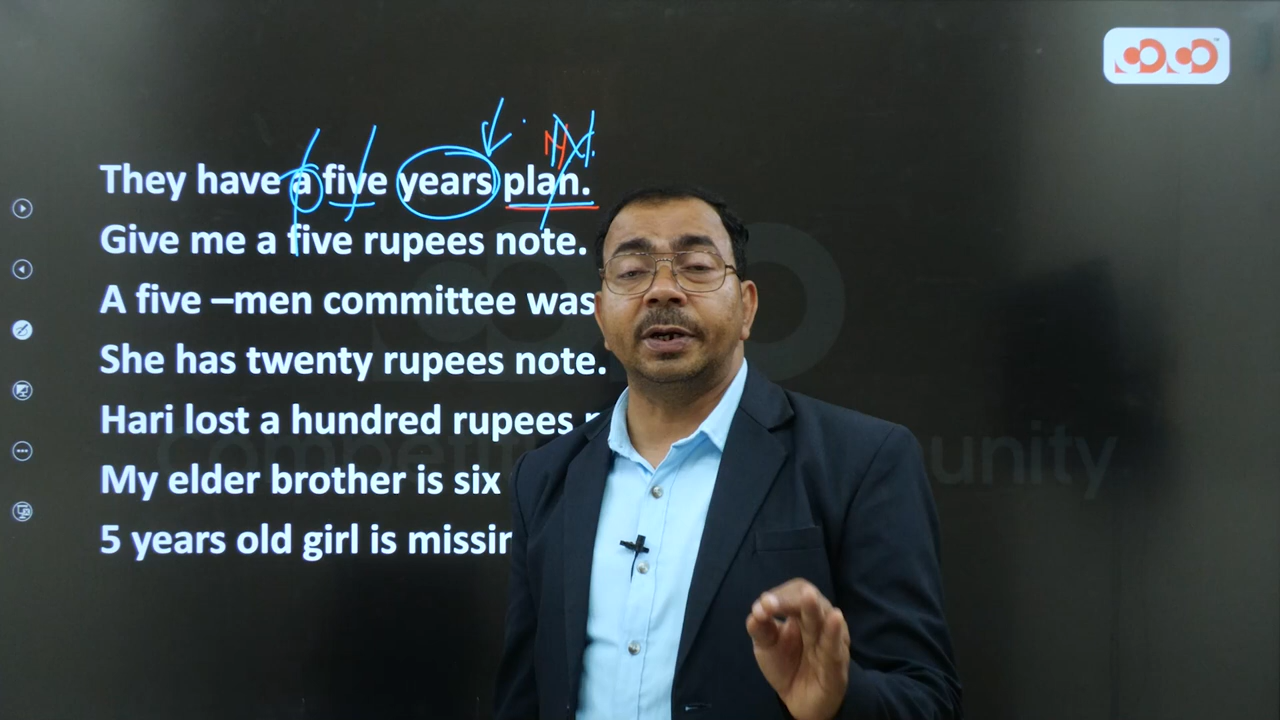 They have a five years plan.
Give me a five rupees note.
A five –men committee was
She has twenty rupees note.
Hari lost a hundred rupees
My elder brother is six
5 years old girl is